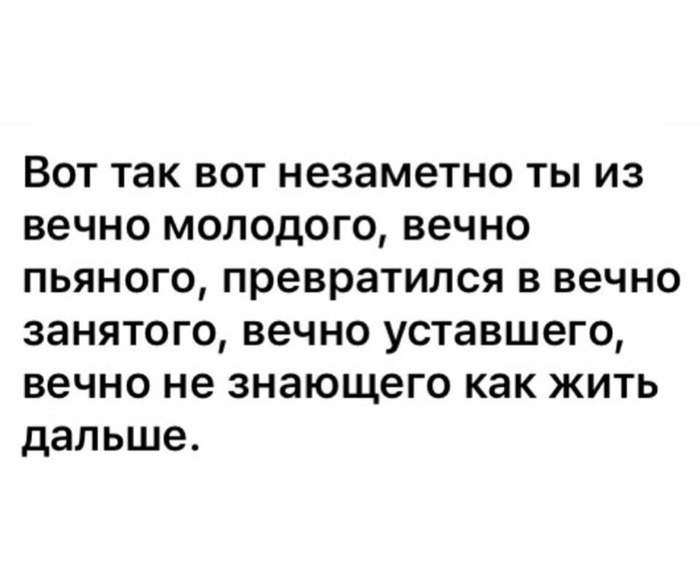 Вот так вот незаметно ты из
вечно молодого, вечно
пьяного, превратился в вечно
занятого, вечно уставшего,
вечно не знающего как жить
дальше.